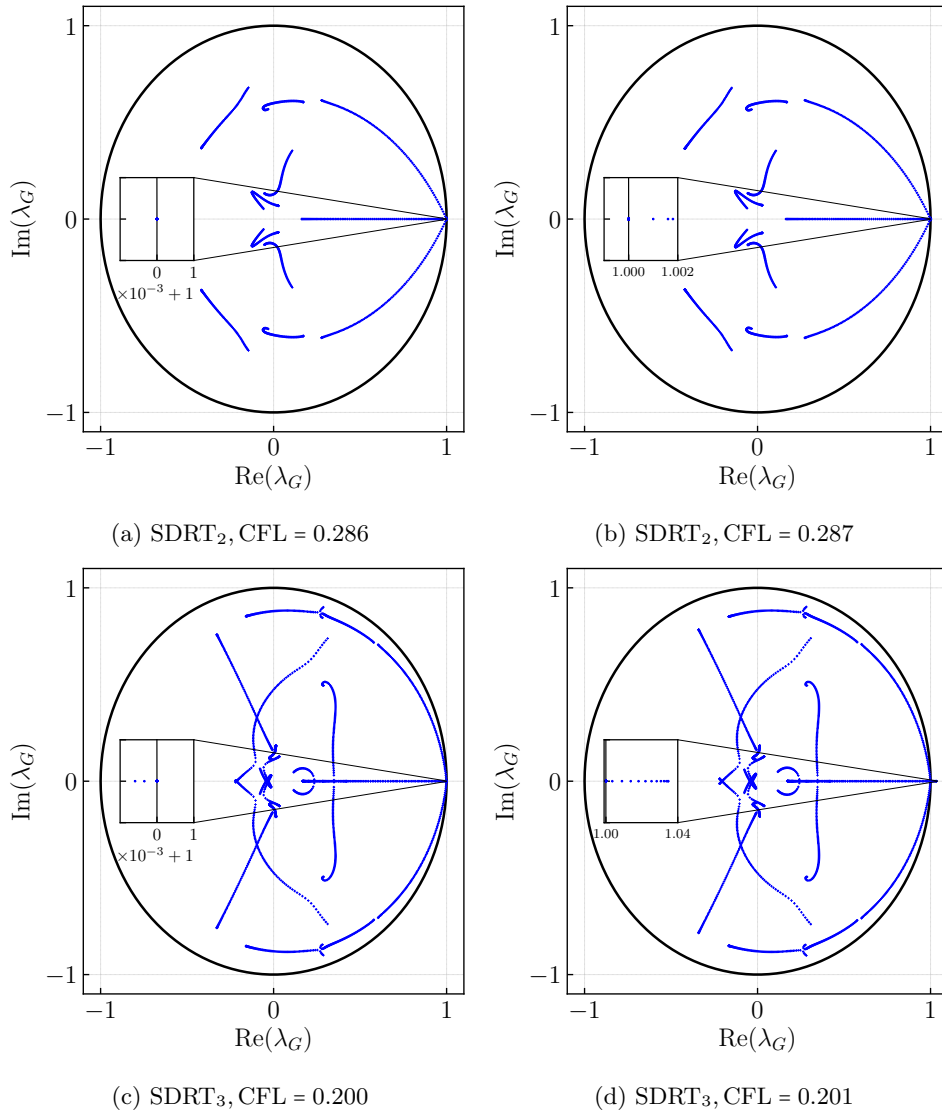 1
0
−1
Im(λ_G)
0
1
×10⁻³ + 1
−1
0
1
Re(λ_G)
(a) SDRT₂, CFL = 0.286
1
0
−1
Im(λ_G)
1.000
1.002
−1
0
1
Re(λ_G)
(b) SDRT₂, CFL = 0.287
1
0
−1
Im(λ_G)
0
1
×10⁻³ + 1
−1
0
1
Re(λ_G)
(c) SDRT₃, CFL = 0.200
1
0
−1
Im(λ_G)
1.00
1.04
−1
0
1
Re(λ_G)
(d) SDRT₃, CFL = 0.201